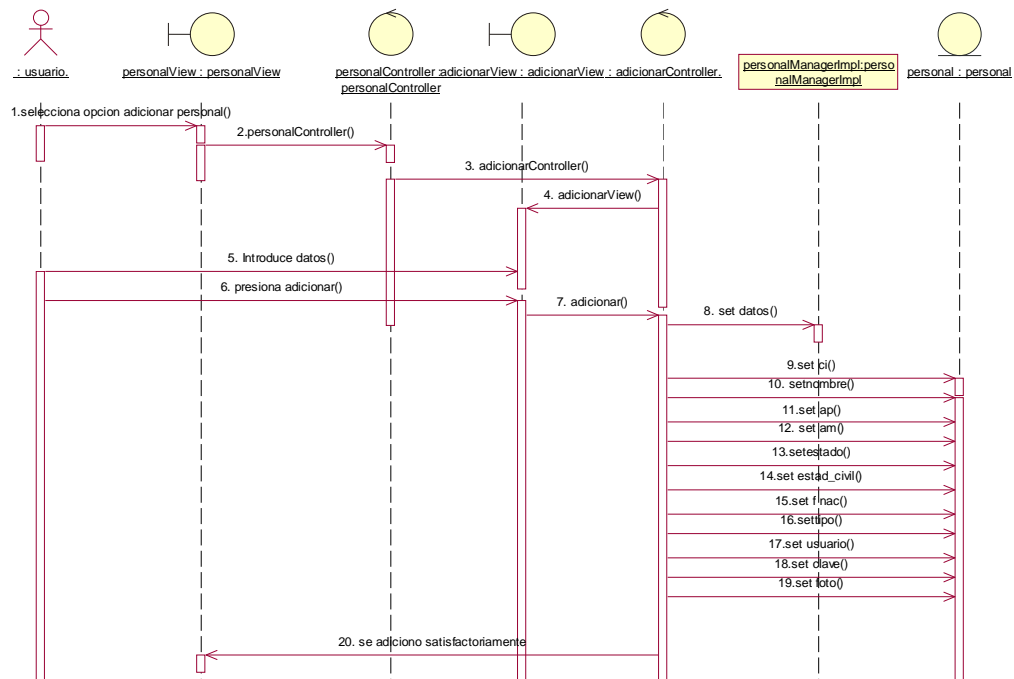 : usuario.
personalView : personalView
personalController :
personalController
adicionarView : adicionarView
: adicionarController.
personalManagerImpl:perso
nalManagerImpl
personal : personal
1.selecciona opcion adicionar personal()
2.personalController()
3. adicionarController()
4. adicionarView()
5. Introduce datos()
6. presiona adicionar()
7. adicionar()
8. set datos()
9.set ci()
10. setnombre()
11.set ap()
12. set am()
13.setestado()
14.set estad_civil()
15.set f nac()
16.settipo()
17.set usuario()
18.set clave()
19.set foto()
20. se adiciono satisfactoriamente